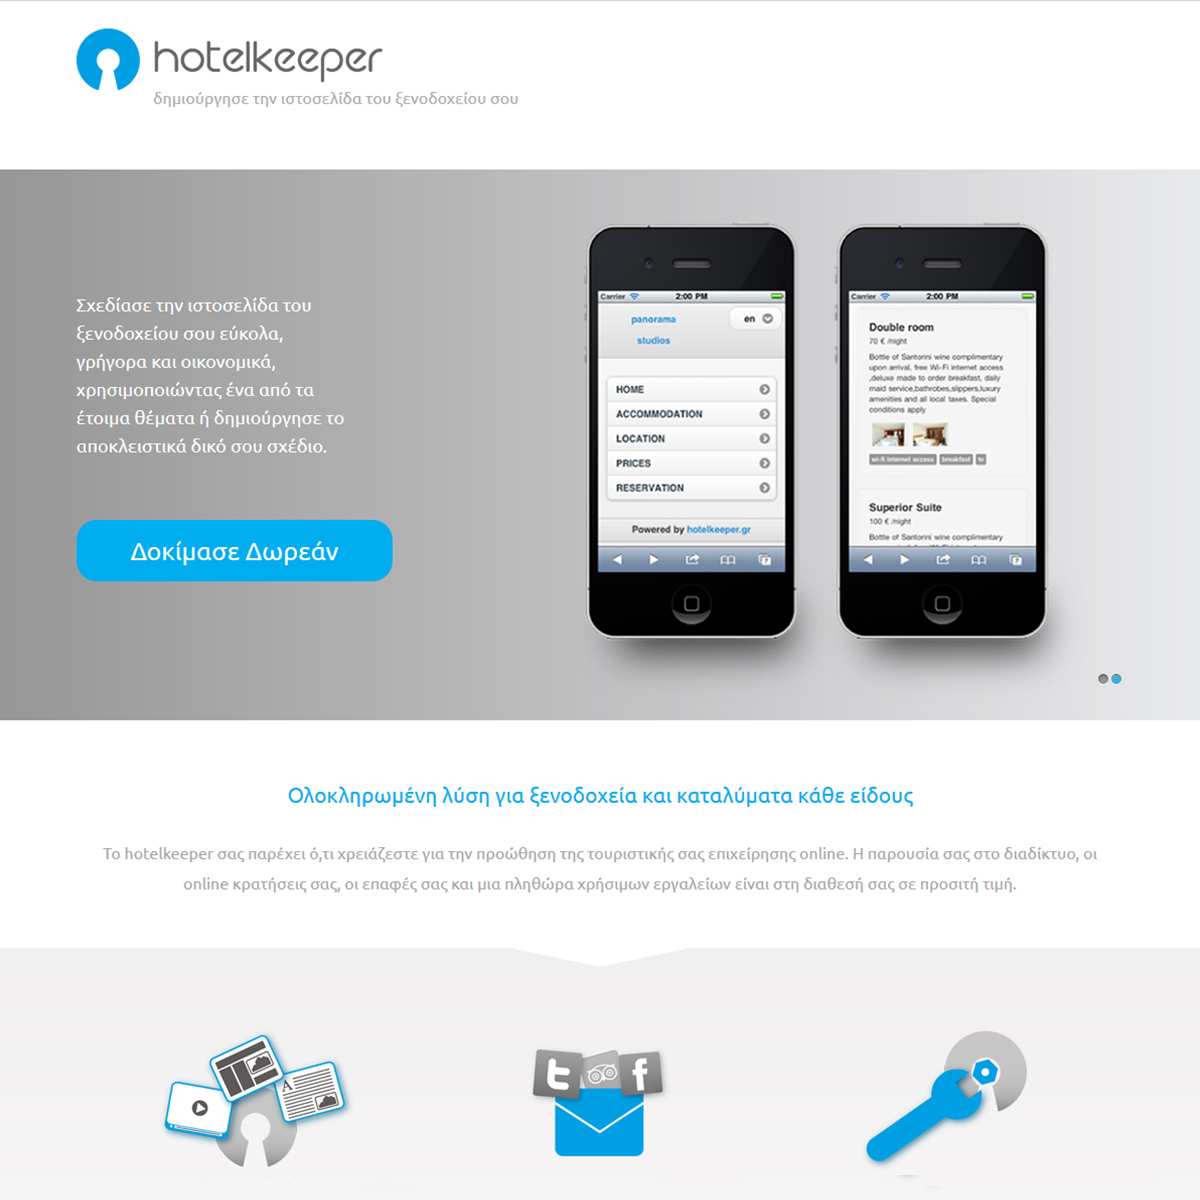 hotelkeeper
δημιούργησε την ιστοσελίδα του ξενοδοχείου σου
Σχεδίασε την ιστοσελίδα του
ξενοδοχείου σου εύκολα,
γρήγορα και οικονομικά,
χρησιμοποιώντας ένα από τα
έτοιμα θέματα ή δημιούργησε το
αποκλειστικά δικό σου σχέδιο.
Δοκίμασε Δωρεάν
Carrier 2:00 PM
panorama
studios
en
HOME
ACCOMMODATION
LOCATION
PRICES
RESERVATION
Powered by hotelkeeper.gr
Carrier 2:00 PM
Double room
70 € /night
Bottle of Santorini wine complimentary
upon arrival, free Wi-Fi internet access
,deluxe made to order breakfast, daily
maid service,bathrobes,slippers,luxury
amenities and all local taxes. Special
conditions apply
wi-fi internet access breakfast tv
Superior Suite
100 € /night
Bottle of Santorini wine complimentary
Ολοκληρωμένη λύση για ξενοδοχεία και καταλύματα κάθε είδους
Το hotelkeeper σας παρέχει ό,τι χρειάζεστε για την προώθηση της τουριστικής σας επιχείρησης online. Η παρουσία σας στο διαδίκτυο, οι
online κρατήσεις σας, οι επαφές σας και μια πληθώρα χρήσιμων εργαλείων είναι στη διαθεσή σας σε προσιτή τιμή.
A
t
f